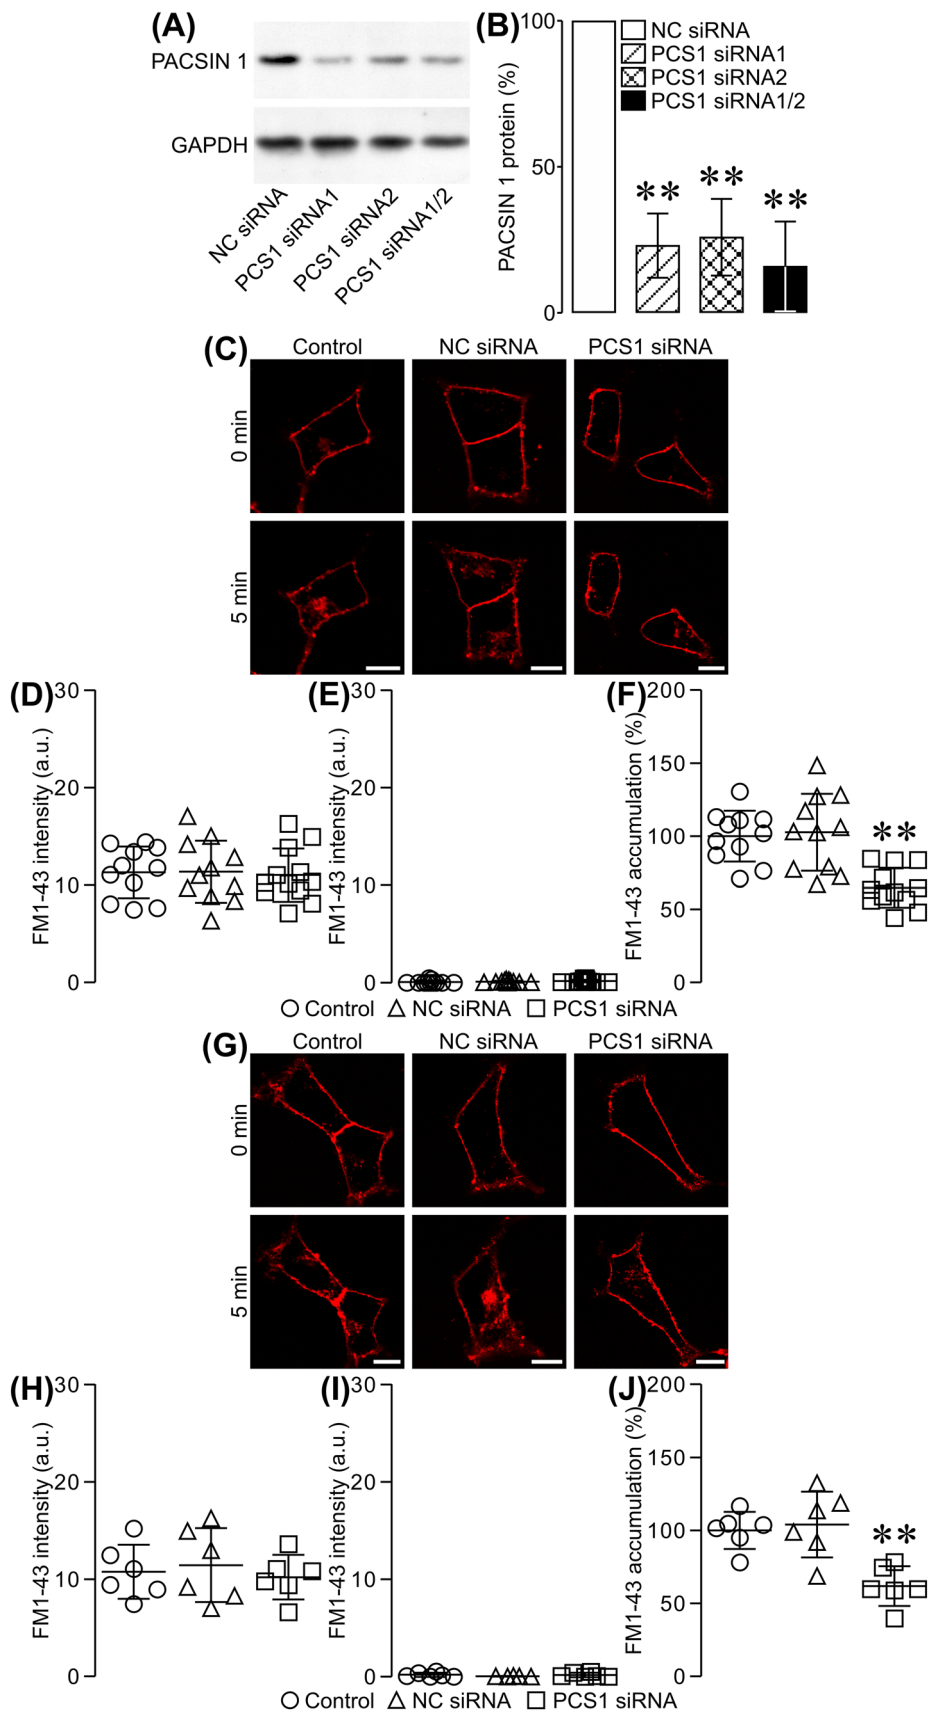 (A)
PACSIN 1
GAPDH
NC siRNA
PCS1 siRNA1
PCS1 siRNA2
PCS1 siRNA1/2
(B)
PACSIN 1 protein (%)
100
50
0
NC siRNA
PCS1 siRNA1
PCS1 siRNA2
PCS1 siRNA1/2
**
**
**
(C)
Control
NC siRNA
PCS1 siRNA
0 min
5 min
(D)
FM1-43 intensity (a.u.)
30
20
10
0
(E)
FM1-43 intensity (a.u.)
30
20
10
0
(F)
FM1-43 accumulation (%)
200
150
100
50
0
**
Control NC siRNA PCS1 siRNA
(G)
Control
NC siRNA
PCS1 siRNA
0 min
5 min
(H)
FM1-43 intensity (a.u.)
30
20
10
0
(I)
FM1-43 intensity (a.u.)
30
20
10
0
(J)
FM1-43 accumulation (%)
200
150
100
50
0
**
Control NC siRNA PCS1 siRNA